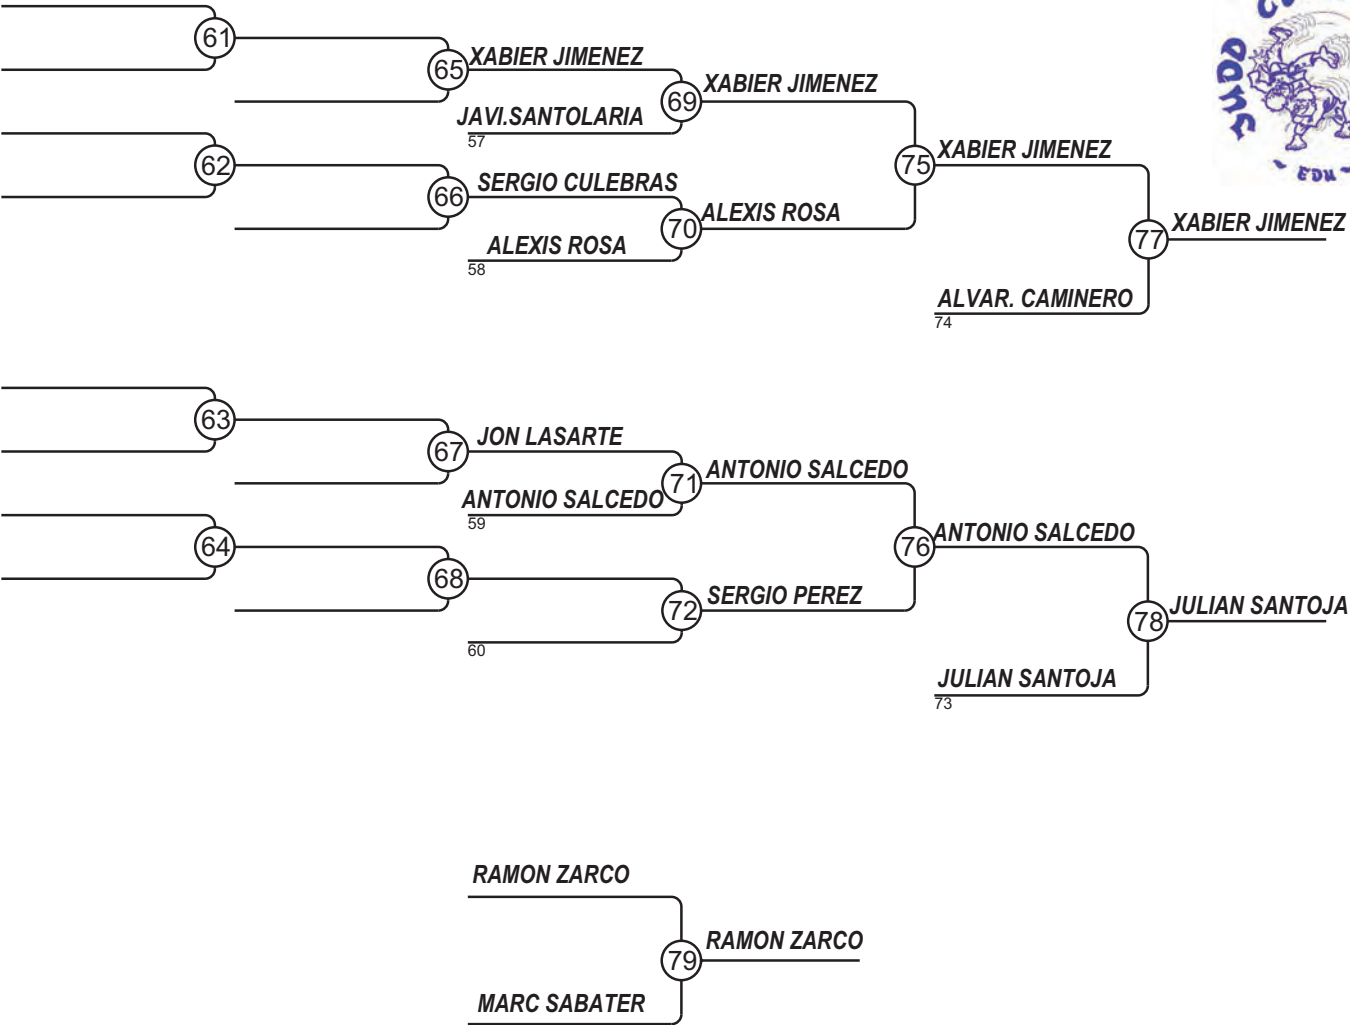 61
65
XABIER JIMENEZ
69
XABIER JIMENEZ
JAVI.SANTOLARIA
57
62
66
SERGIO CULEBRAS
70
ALEXIS ROSA
ALEXIS ROSA
58
75
XABIER JIMENEZ
77
XABIER JIMENEZ
ALVAR. CAMINERO
74
JUDO
EDU
63
67
JON LASARTE
71
ANTONIO SALCEDO
ANTONIO SALCEDO
59
64
68
72
SERGIO PEREZ
60
76
ANTONIO SALCEDO
78
JULIAN SANTOJA
JULIAN SANTOJA
73
RAMON ZARCO
79
RAMON ZARCO
MARC SABATER